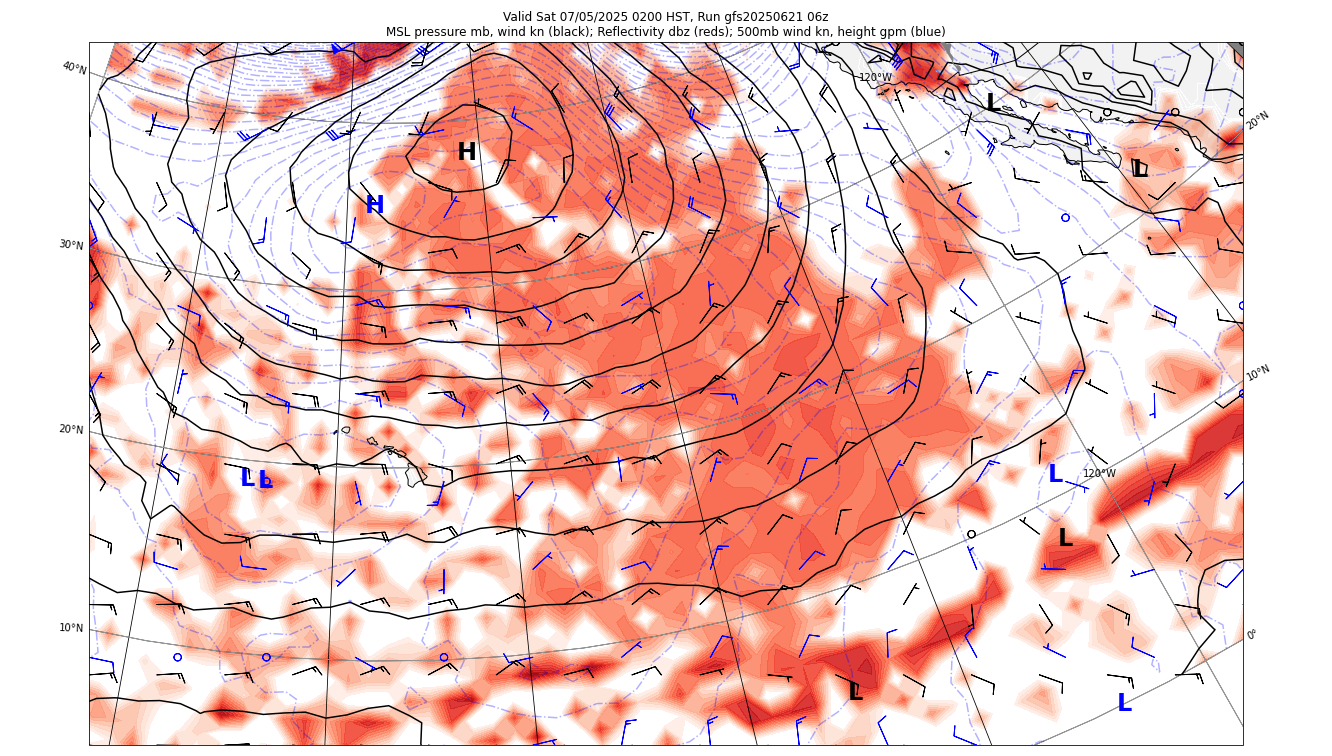 Valid Sat 07/05/2025 0200 HST, Run gfs20250621 06z
MSL pressure mb, wind kn (black); Reflectivity dbz (reds); 500mb wind kn, height gpm (blue)
40°N
120°W
L
20°N
H
L
H
30°N
10°N
20°N
L L
L
120°W
L
10°N
0°
L
L